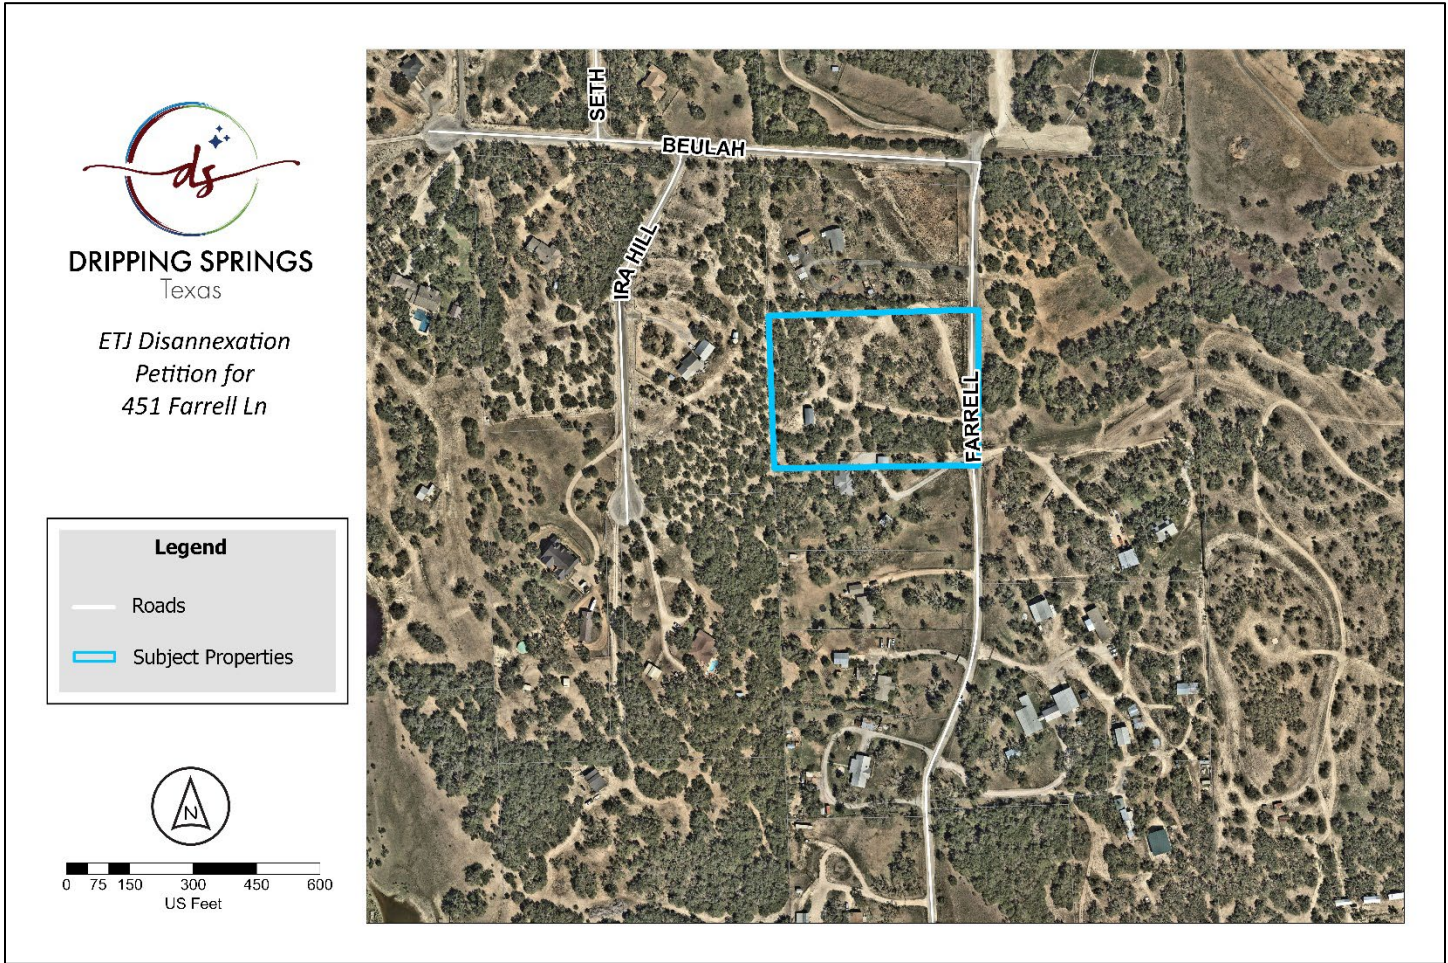 ds
DRIPPING SPRINGS
Texas
ETJ Disannexation
Petition for
451 Farrell Ln
Legend
Roads
Subject Properties
N
0 75 150 300 450 600
US Feet
SETH
BEULAH
IRA HILL
FARRELL